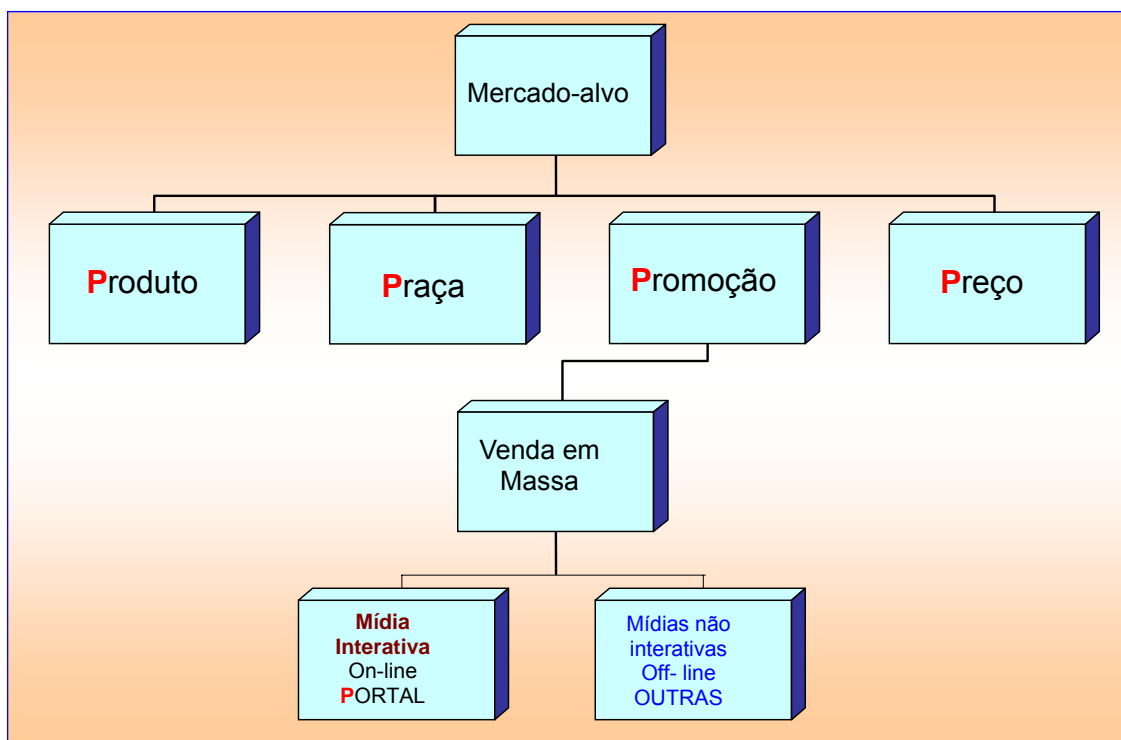 Mercado-alvo
Produto
Praça
Promoção
Preço
Venda em
Massa
Mídia
Interativa
On-line
PORTAL
Mídias não
interativas
Off- line
OUTRAS